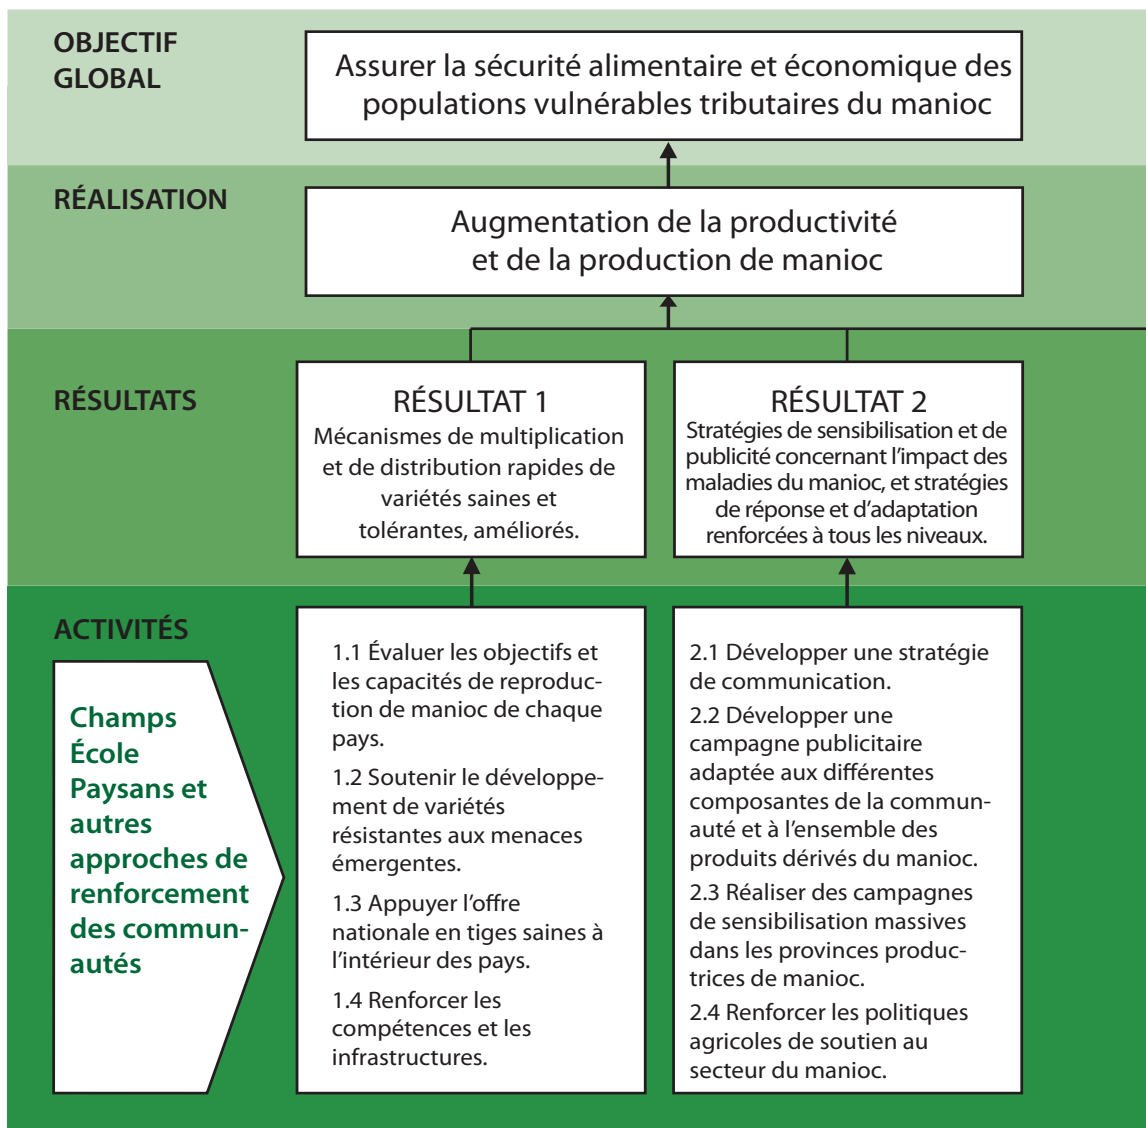 OBJECTIF
GLOBAL
Assurer la sécurité alimentaire et économique des
populations vulnérables tributaires du manioc
RÉALISATION
Augmentation de la productivité
et de la production de manioc
RÉSULTATS
RÉSULTAT 1
Mécanismes de multiplication
et de distribution rapides de
variétés saines et
tolérantes, améliorés.
RÉSULTAT 2
Stratégies de sensibilisation et de
publicité concernant l'impact des
maladies du manioc, et stratégies
de réponse et d'adaptation
renforcées à tous les niveaux.
ACTIVITÉS
Champs
École
Paysans et
autres
approches de
renforcement
des commun-
autés
1.1 Évaluer les objectifs et
les capacités de reproduc-
tion de manioc de chaque
pays.
1.2 Soutenir le développe-
ment de variétés
résistantes aux menaces
émergentes.
1.3 Appuyer l'offre
nationale en tiges saines à
l'intérieur des pays.
1.4 Renforcer les
compétences et les
infrastructures.
2.1 Développer une stratégie
de communication.
2.2 Développer une
campagne publicitaire
adaptée aux différentes
composantes de la commun-
auté et à l'ensemble des
produits dérivés du manioc.
2.3 Réaliser des campagnes
de sensibilisation massives
dans les provinces produc-
trices de manioc.
2.4 Renforcer les politiques
agricoles de soutien au
secteur du manioc.